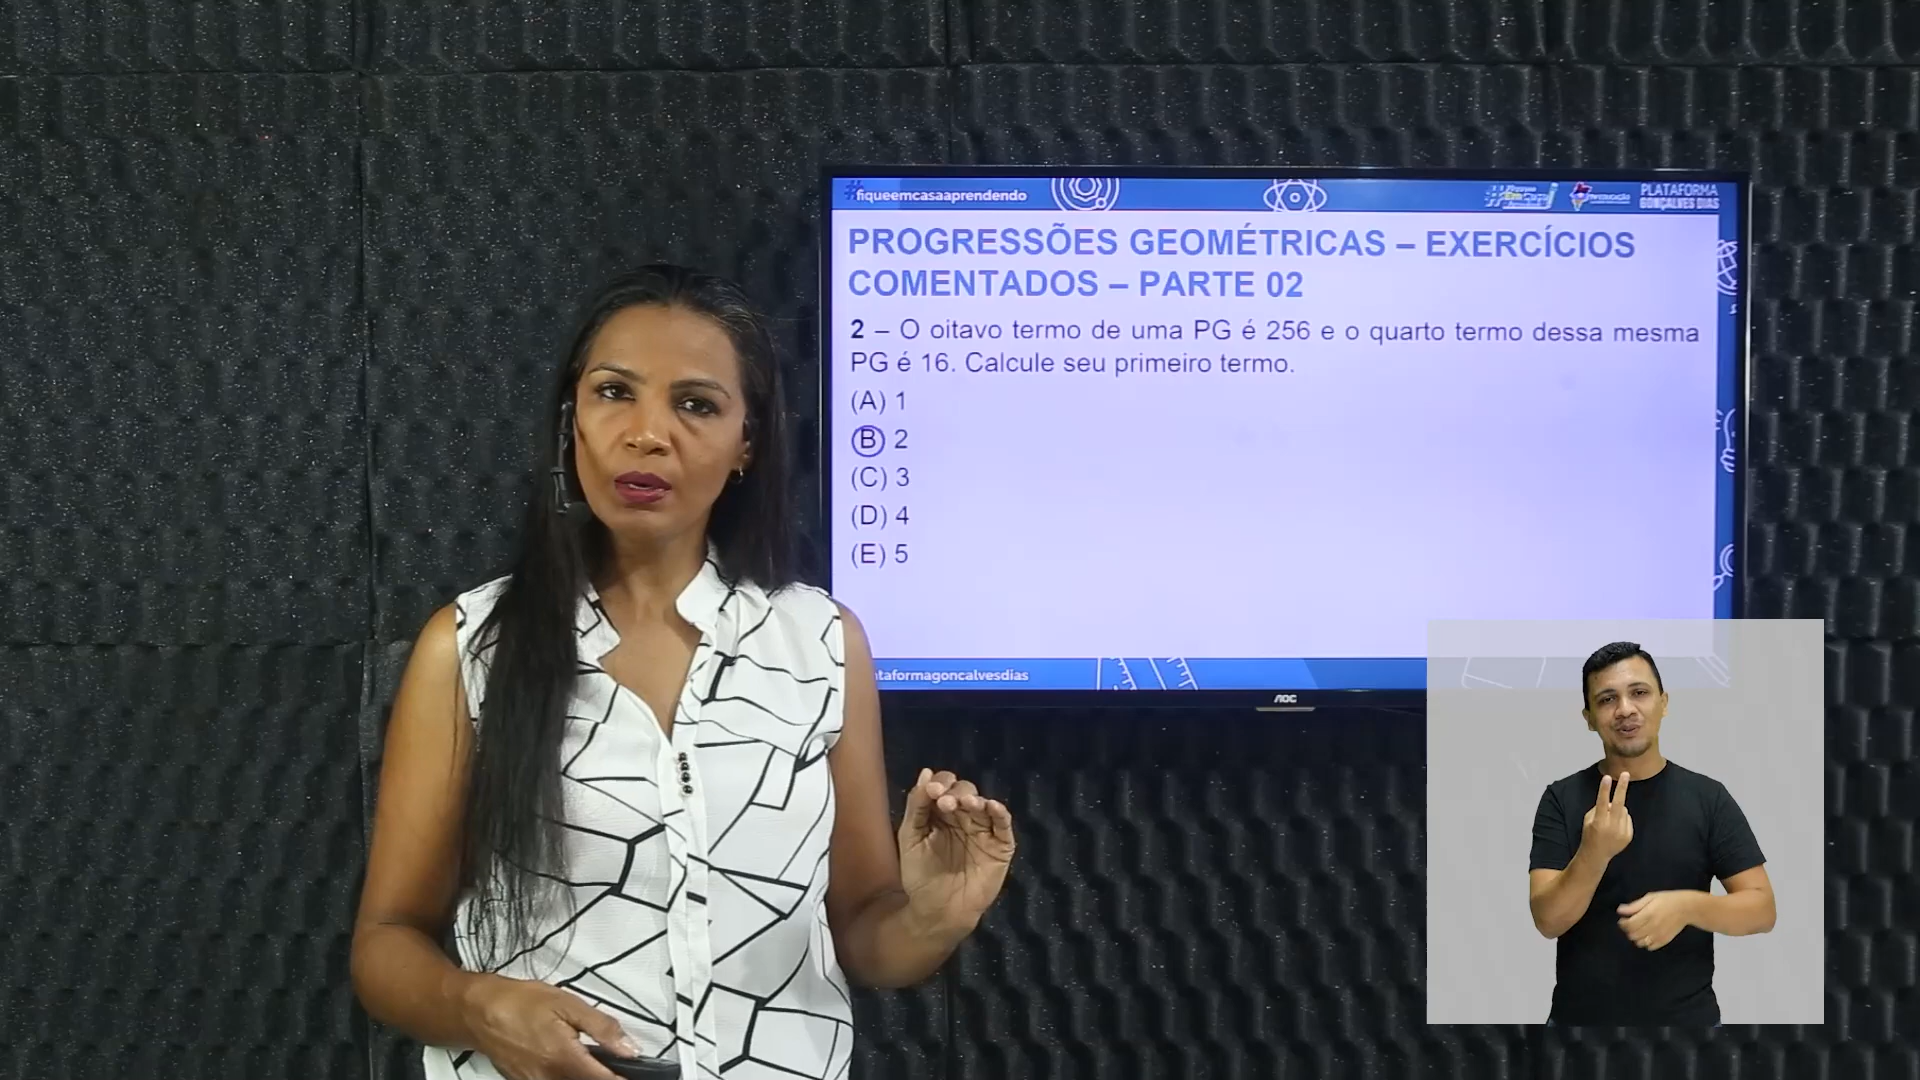 #fiqueemcasaaprendendo
PLATAFORMA
GONÇALVES DIAS
PROGRESSÕES GEOMÉTRICAS – EXERCÍCIOS
COMENTADOS – PARTE 02
2 – O oitavo termo de uma PG é 256 e o quarto termo dessa mesma
PG é 16. Calcule seu primeiro termo.
(A) 1
(B) 2
(C) 3
(D) 4
(E) 5
taformagoncalvesdias
AOC